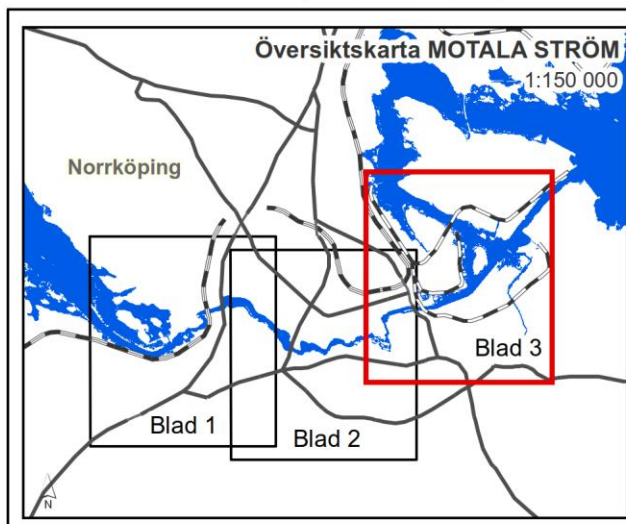 Översiktskarta MOTALA STRÖM
1:150 000
Norrköping
Blad 3
Blad 1
Blad 2
N